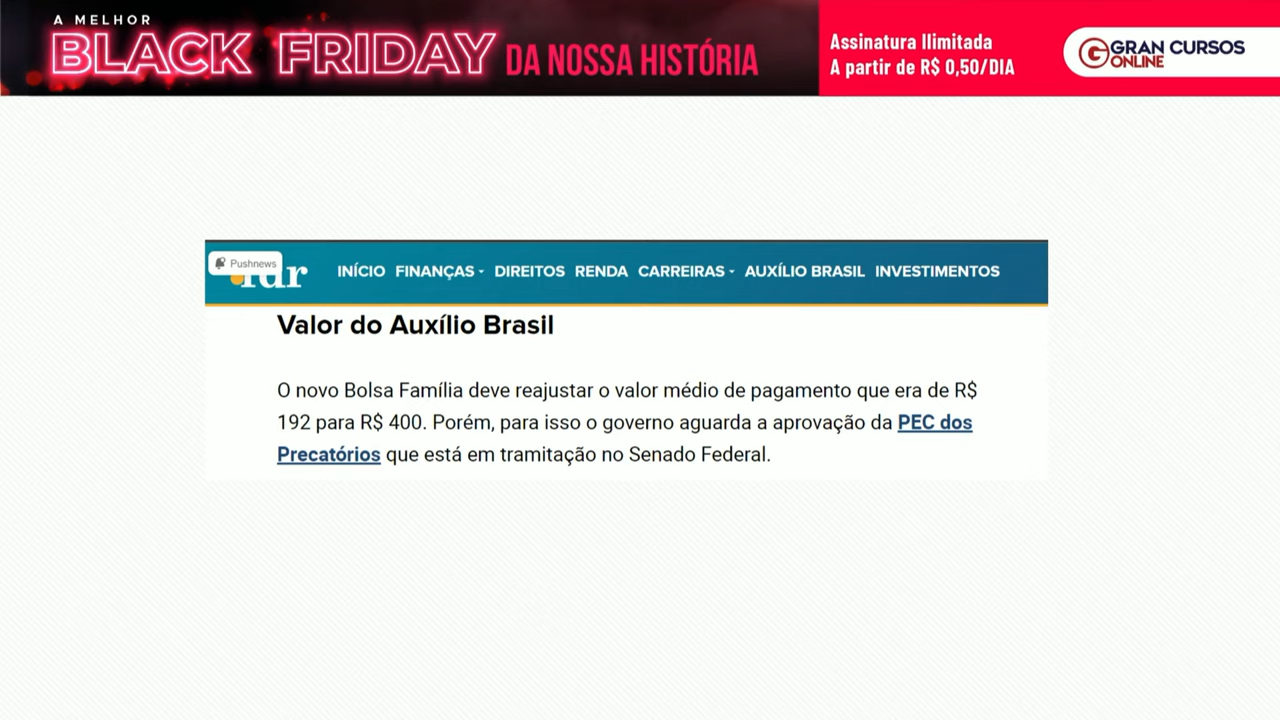 A MELHOR
BLACK FRIDAY DA NOSSA HISTÓRIA
Assinatura Ilimitada
A partir de R$ 0,50/DIA
GRAN CURSOS
ONLINE
Pushnews
INÍCIO FINANÇAS DIREITOS RENDA CARREIRAS AUXÍLIO BRASIL INVESTIMENTOS
Valor do Auxílio Brasil
O novo Bolsa Família deve reajustar o valor médio de pagamento que era de R$
192 para R$ 400. Porém, para isso o governo aguarda a aprovação da PEC dos
Precatórios que está em tramitação no Senado Federal.